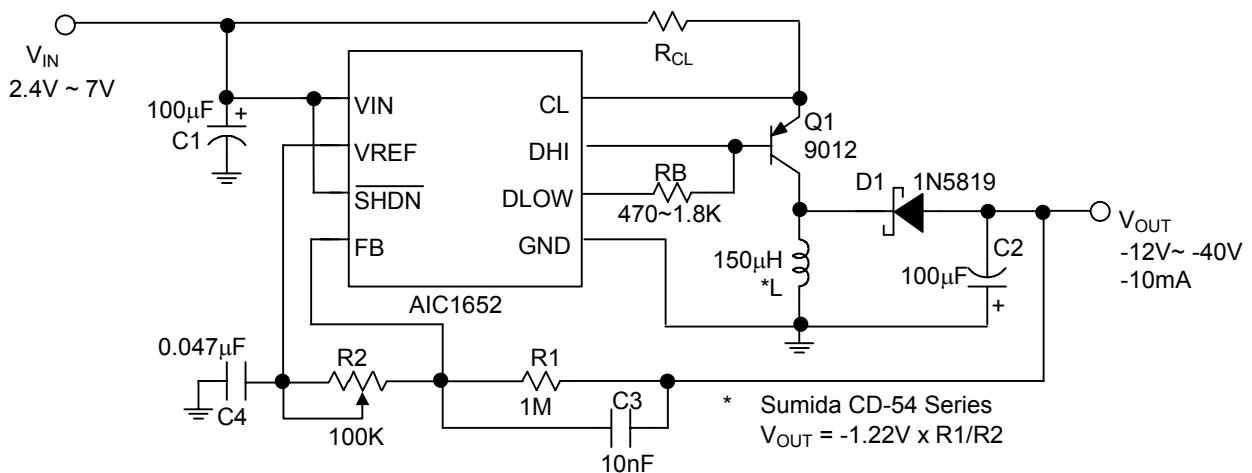 R_CL
V_IN
2.4V ~ 7V
100μF
+
C1
VIN
VREF
SHDN
FB
CL
DHI
DLOW
GND
AIC1652
Q1
9012
RB
470~1.8K
D1
1N5819
V_OUT
-12V~ -40V
-10mA
C2
100μF
+
150μH
*L
0.047μF
C4
R2
100K
R1
1M
C3
10nF
* Sumida CD-54 Series
V_OUT = -1.22V x R1/R2